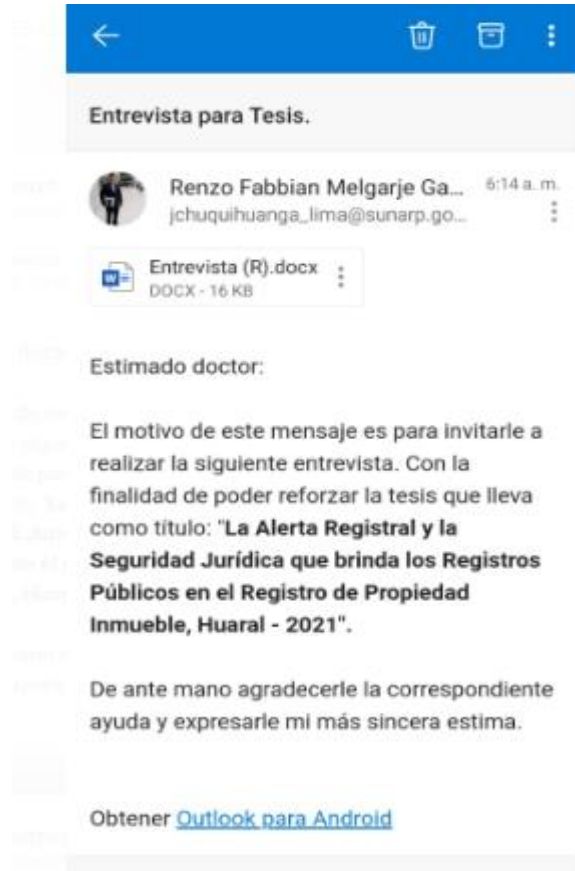 Entrevista para Tesis.
Renzo Fabbian Melgarje Ga...
6:14 a. m.
jchuquihuanga_lima@sunarp.go...
Entrevista (R).docx
DOCX - 16 KB
Estimado doctor:
El motivo de este mensaje es para invitarle a
realizar la siguiente entrevista. Con la
finalidad de poder reforzar la tesis que lleva
como título: "La Alerta Registral y la
Seguridad Jurídica que brinda los Registros
Públicos en el Registro de Propiedad
Inmueble, Huaral - 2021".
De ante mano agradecerle la correspondiente
ayuda y expresarle mi más sincera estima.
Obtener Outlook para Android